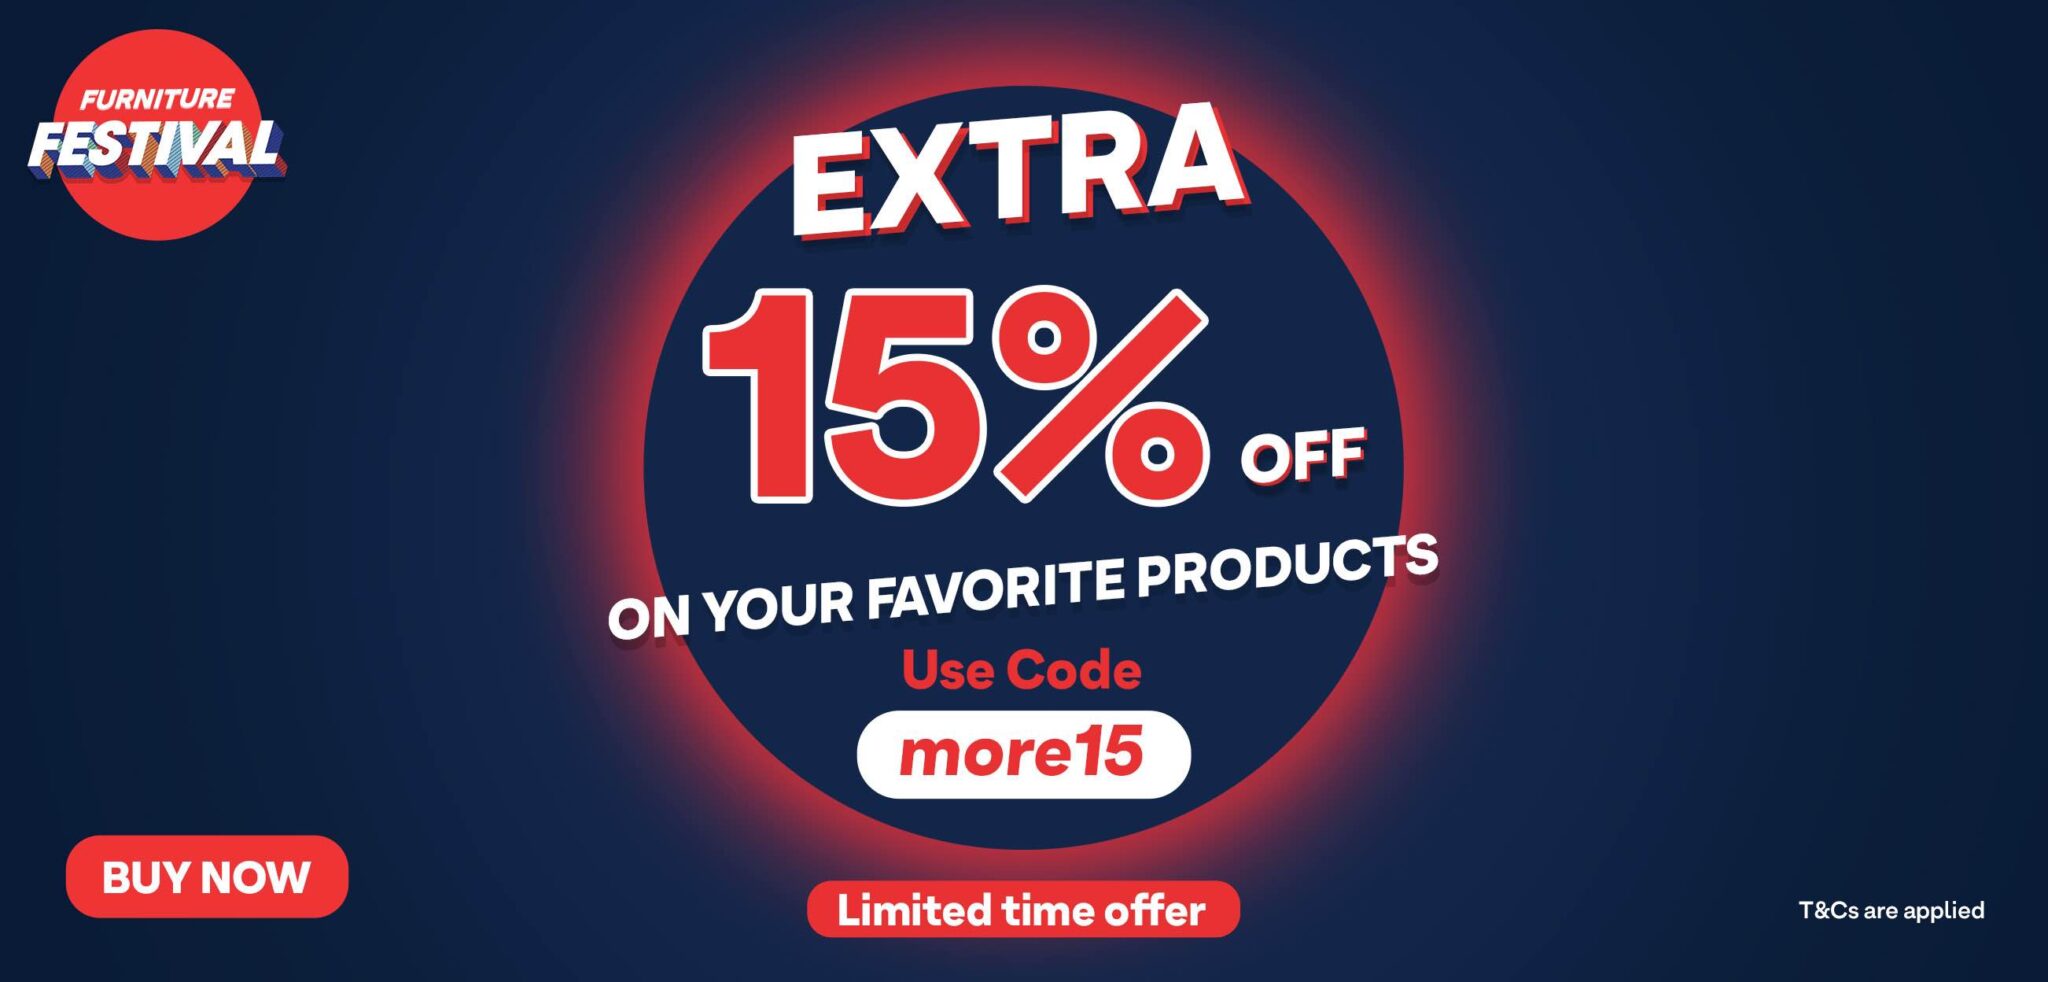 FURNITURE
FESTIVAL
EXTRA
15% OFF
ON YOUR FAVORITE PRODUCTS
Use Code
more15
BUY NOW
Limited time offer
T&Cs are applied